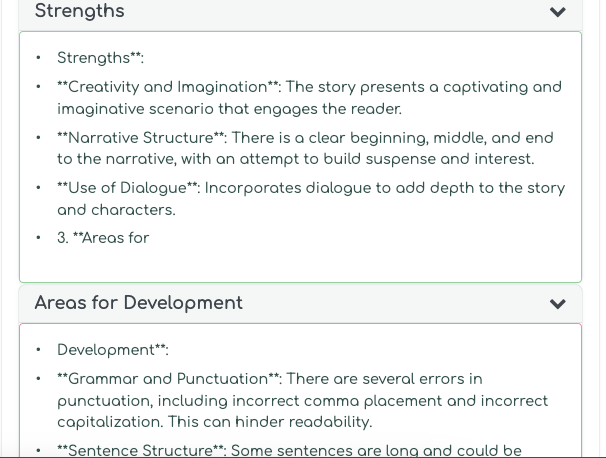 Strengths
• Strengths**:
• **Creativity and Imagination**: The story presents a captivating and
imaginative scenario that engages the reader.
• **Narrative Structure**: There is a clear beginning, middle, and end
to the narrative, with an attempt to build suspense and interest.
• **Use of Dialogue**: Incorporates dialogue to add depth to the story
and characters.
• 3. **Areas for
Areas for Development
• Development**:
• **Grammar and Punctuation**: There are several errors in
punctuation, including incorrect comma placement and incorrect
capitalization. This can hinder readability.
• **Sentence Structure**: Some sentences are long and could be